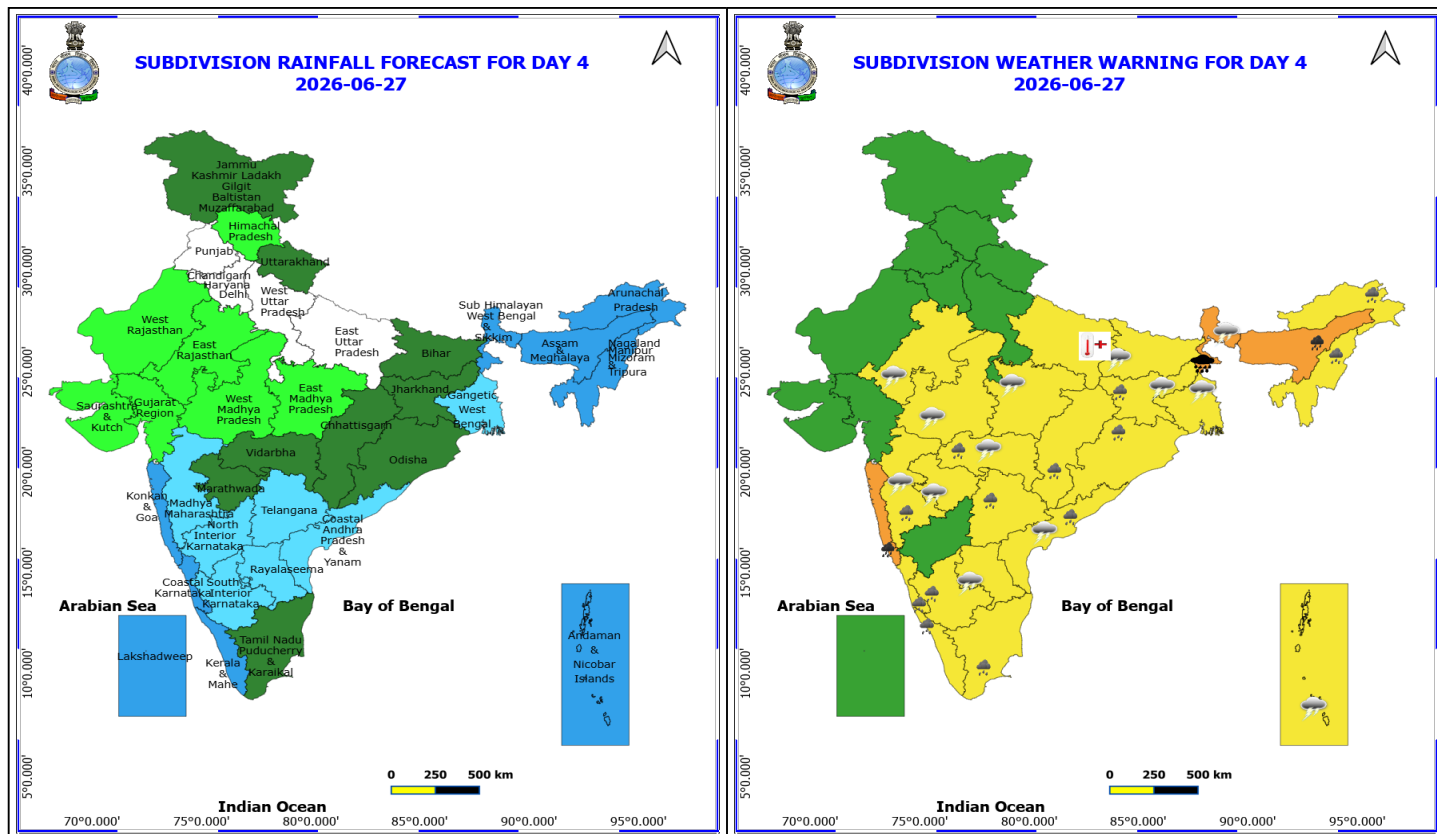 SUBDIVISION RAINFALL FORECAST FOR DAY 4
2026-06-27
40°0.000'
35°0.000'
30°0.000'
25°0.000'
20°0.000'
15°0.000'
10°0.000'
5°0.000'
Jammu
Kashmir Ladakh
Gilgit
Baltistan
Muzaffarabad
Himachal
Pradesh
Punjab
Uttarakhand
Chandigarh
Haryana
Delhi
West
Uttar
Pradesh
West
Rajasthan
East
Rajasthan
East
Uttar
Pradesh
Bihar
Sub Himalayan
West Bengal
&
Sikkim
Arunachal
Pradesh
Assam
&
Meghalaya
Nagaland
Manipur
Mizoram
&
Tripura
Jharkhand
Gangetic
West
Bengal
Saurashtra
&
Kutch
Gujarat
Region
West
Madhya
Pradesh
East
Madhya
Pradesh
Chhattisgarh
Vidarbha
Odisha
Marathwada
Konkan
&
Goa
Madhya
Maharashtra
North
Interior
Karnataka
Telangana
Coastal
Andhra
Pradesh
&
Yanam
Rayalaseema
Coastal
Karnataka
South
Interior
Karnataka
Tamil Nadu
Puducherry
&
Karaikal
Kerala
&
Mahe
Arabian Sea
Bay of Bengal
Lakshadweep
Andaman
&
Nicobar
Islands
0 250 500 km
Indian Ocean
70°0.000' 75°0.000' 80°0.000' 85°0.000' 90°0.000' 95°0.000'
SUBDIVISION WEATHER WARNING FOR DAY 4
2026-06-27
40°0.000'
35°0.000'
30°0.000'
25°0.000'
20°0.000'
15°0.000'
10°0.000'
5°0.000'
Arabian Sea
Bay of Bengal
0 250 500 km
Indian Ocean
70°0.000' 75°0.000' 80°0.000' 85°0.000' 90°0.000' 95°0.000'